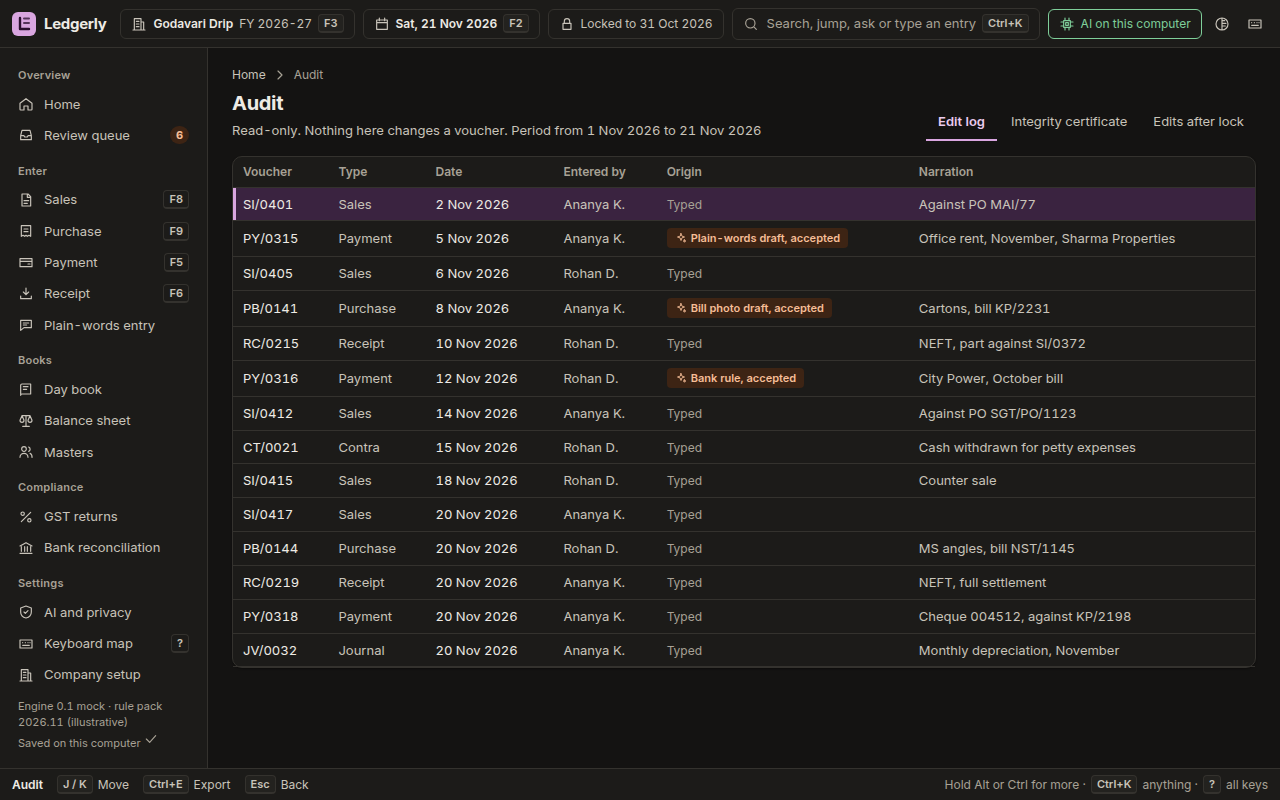 Ledgerly
Godavari Drip FY 2026-27 F3
Sat, 21 Nov 2026 F2
Locked to 31 Oct 2026
Search, jump, ask or type an entry Ctrl+K
AI on this computer
Overview
Home
Review queue 6
Enter
Sales F8
Purchase F9
Payment F5
Receipt F6
Plain-words entry
Books
Day book
Balance sheet
Masters
Compliance
GST returns
Bank reconciliation
Settings
AI and privacy
Keyboard map ?
Company setup
Engine 0.1 mock · rule pack
2026.11 (illustrative)
Saved on this computer
Home Audit
Audit
Read-only. Nothing here changes a voucher. Period from 1 Nov 2026 to 21 Nov 2026
Edit log Integrity certificate Edits after lock
Voucher Type Date Entered by Origin Narration
SI/0401 Sales 2 Nov 2026 Ananya K. Typed Against PO MAI/77
PY/0315 Payment 5 Nov 2026 Ananya K. Plain-words draft, accepted Office rent, November, Sharma Properties
SI/0405 Sales 6 Nov 2026 Rohan D. Typed
PB/0141 Purchase 8 Nov 2026 Ananya K. Bill photo draft, accepted Cartons, bill KP/2231
RC/0215 Receipt 10 Nov 2026 Rohan D. Typed NEFT, part against SI/0372
PY/0316 Payment 12 Nov 2026 Rohan D. Bank rule, accepted City Power, October bill
SI/0412 Sales 14 Nov 2026 Ananya K. Typed Against PO SGT/PO/1123
CT/0021 Contra 15 Nov 2026 Rohan D. Typed Cash withdrawn for petty expenses
SI/0415 Sales 18 Nov 2026 Rohan D. Typed Counter sale
SI/0417 Sales 20 Nov 2026 Ananya K. Typed
PB/0144 Purchase 20 Nov 2026 Rohan D. Typed MS angles, bill NST/1145
RC/0219 Receipt 20 Nov 2026 Ananya K. Typed NEFT, full settlement
PY/0318 Payment 20 Nov 2026 Ananya K. Typed Cheque 004512, against KP/2198
JV/0032 Journal 20 Nov 2026 Ananya K. Typed Monthly depreciation, November
Audit J / K Move Ctrl+E Export Esc Back
Hold Alt or Ctrl for more · Ctrl+K anything · ? all keys